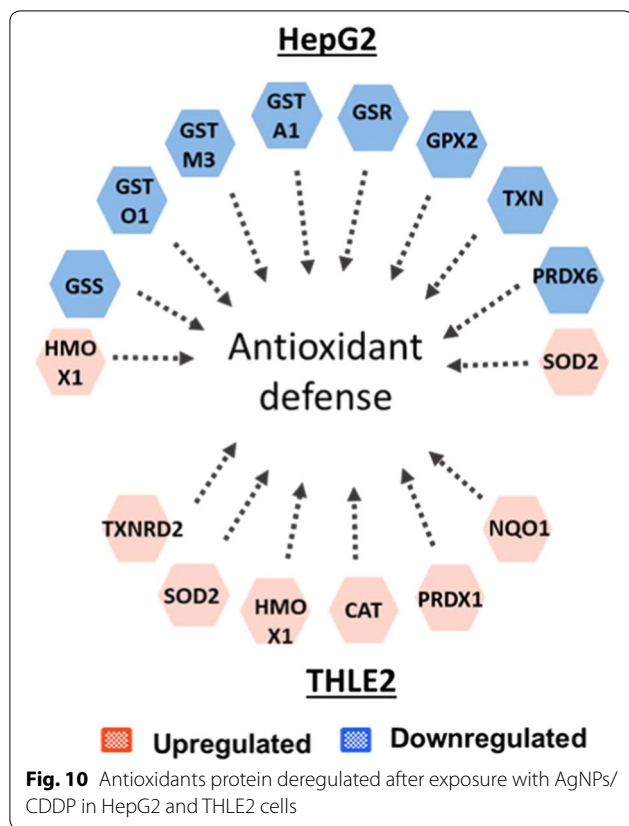 HepG2
GST
A1
GSR
GST
M3
GPX2
GST
O1
TXN
GSS
PRDX6
HMO
X1
SOD2
Antioxidant
defense
TXNRD2
NQO1
SOD2
HMO
X1
CAT
PRDX1
THLE2
Upregulated
Downregulated
Fig. 10 Antioxidants protein deregulated after exposure with AgNPs/
CDDP in HepG2 and THLE2 cells